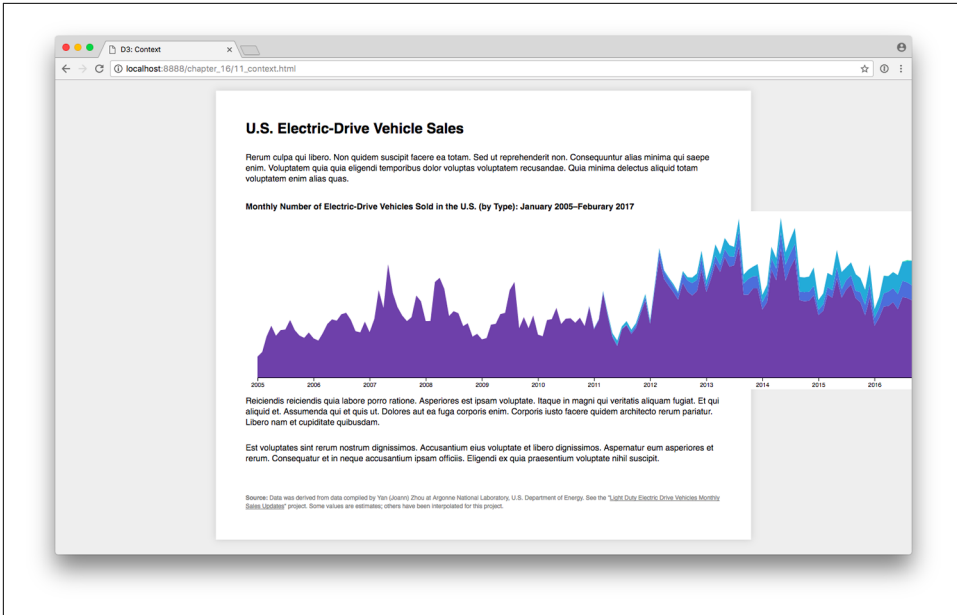 D3: Context
localhost:8888/chapter_16/11_context.html
U.S. Electric-Drive Vehicle Sales
Rerum culpa qui libero. Non quidem suscipit facere ea totam. Sed ut reprehenderit non. Consequuntur alias minima qui saepe
enim. Voluptatem quia quia eligendi temporibus dolor voluptas voluptatem recusandae. Quia minima delectus aliquid totam
voluptatem enim alias quas.
Monthly Number of Electric-Drive Vehicles Sold in the U.S. (by Type): January 2005–Feburary 2017
2005 2006 2007 2008 2009 2010 2011 2012 2013 2014 2015 2016
Reiciendis reiciendis quia labore porro ratione. Asperiores est ipsam voluptate. Itaque in magni qui veritatis aliquam fugiat. Et qui
aliquid et. Assumenda qui et quis ut. Dolores aut ea fuga corporis enim. Corporis iusto facere quidem architecto rerum pariatur.
Libero nam et cupiditate quibusdam.
Est voluptates sint rerum nostrum dignissimos. Accusantium eius voluptate et libero dignissimos. Aspernatur eum asperiores et
rerum. Consequatur et in neque accusantium ipsam officiis. Eligendi ex quia praesentium voluptate nihil suscipit.
Source: Data was derived from data compiled by Yan (Joann) Zhou at Argonne National Laboratory, U.S. Department of Energy. See the "Light Duty Electric Drive Vehicles Monthly
Sales Updates" project. Some values are estimates; others have been interpolated for this project.